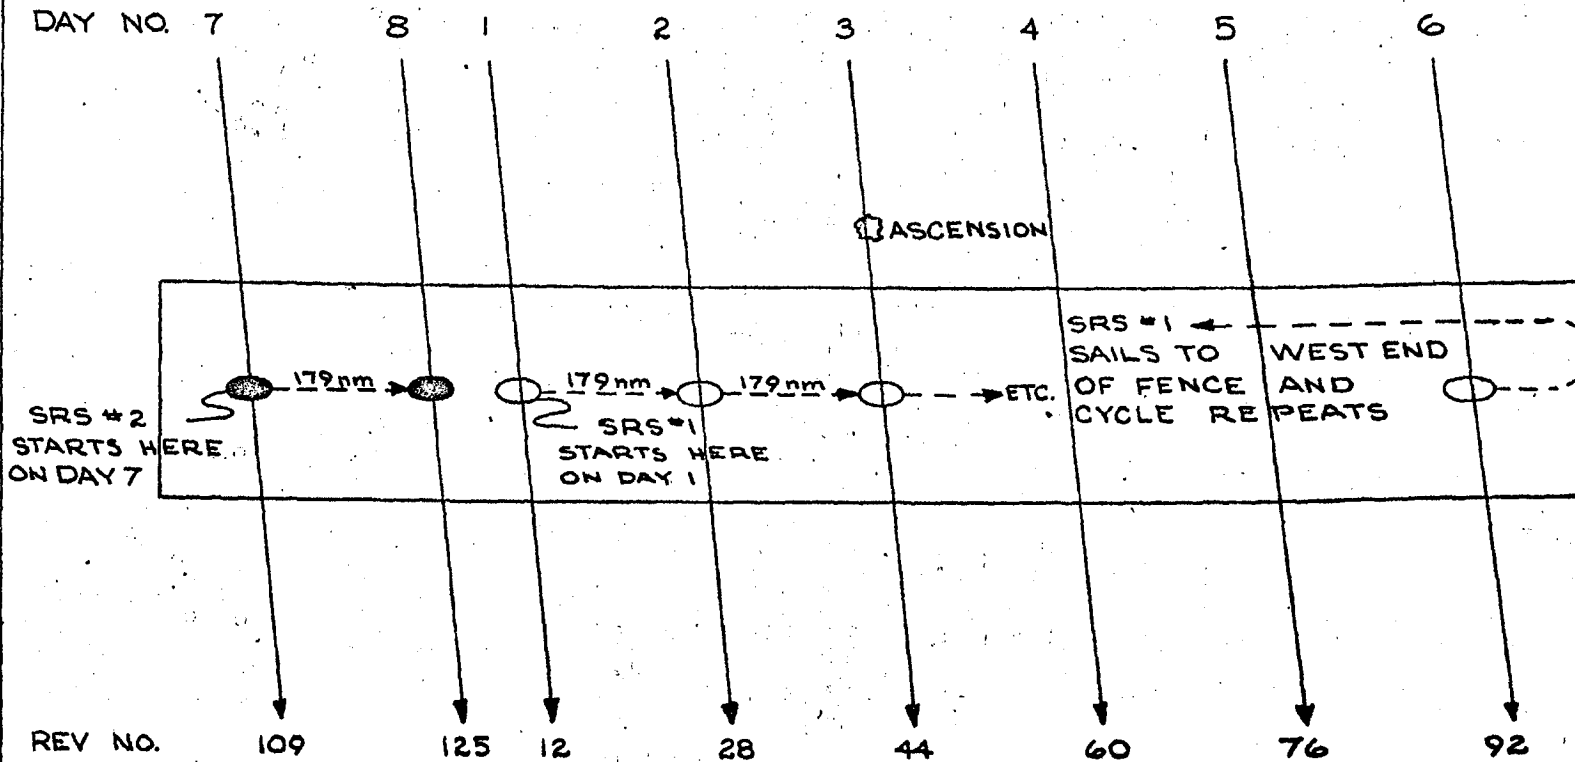 DAY NO. 7 8 1 2 3 4 5 6
ASCENSION
SRS #1
SAILS TO WEST END
OF FENCE AND
CYCLE REPEATS
179nm 179nm 179nm ETC.
SRS #2
STARTS HERE
ON DAY 7
SRS #1
STARTS HERE
ON DAY 1
REV NO. 109 125 12 28 44 60 76 92